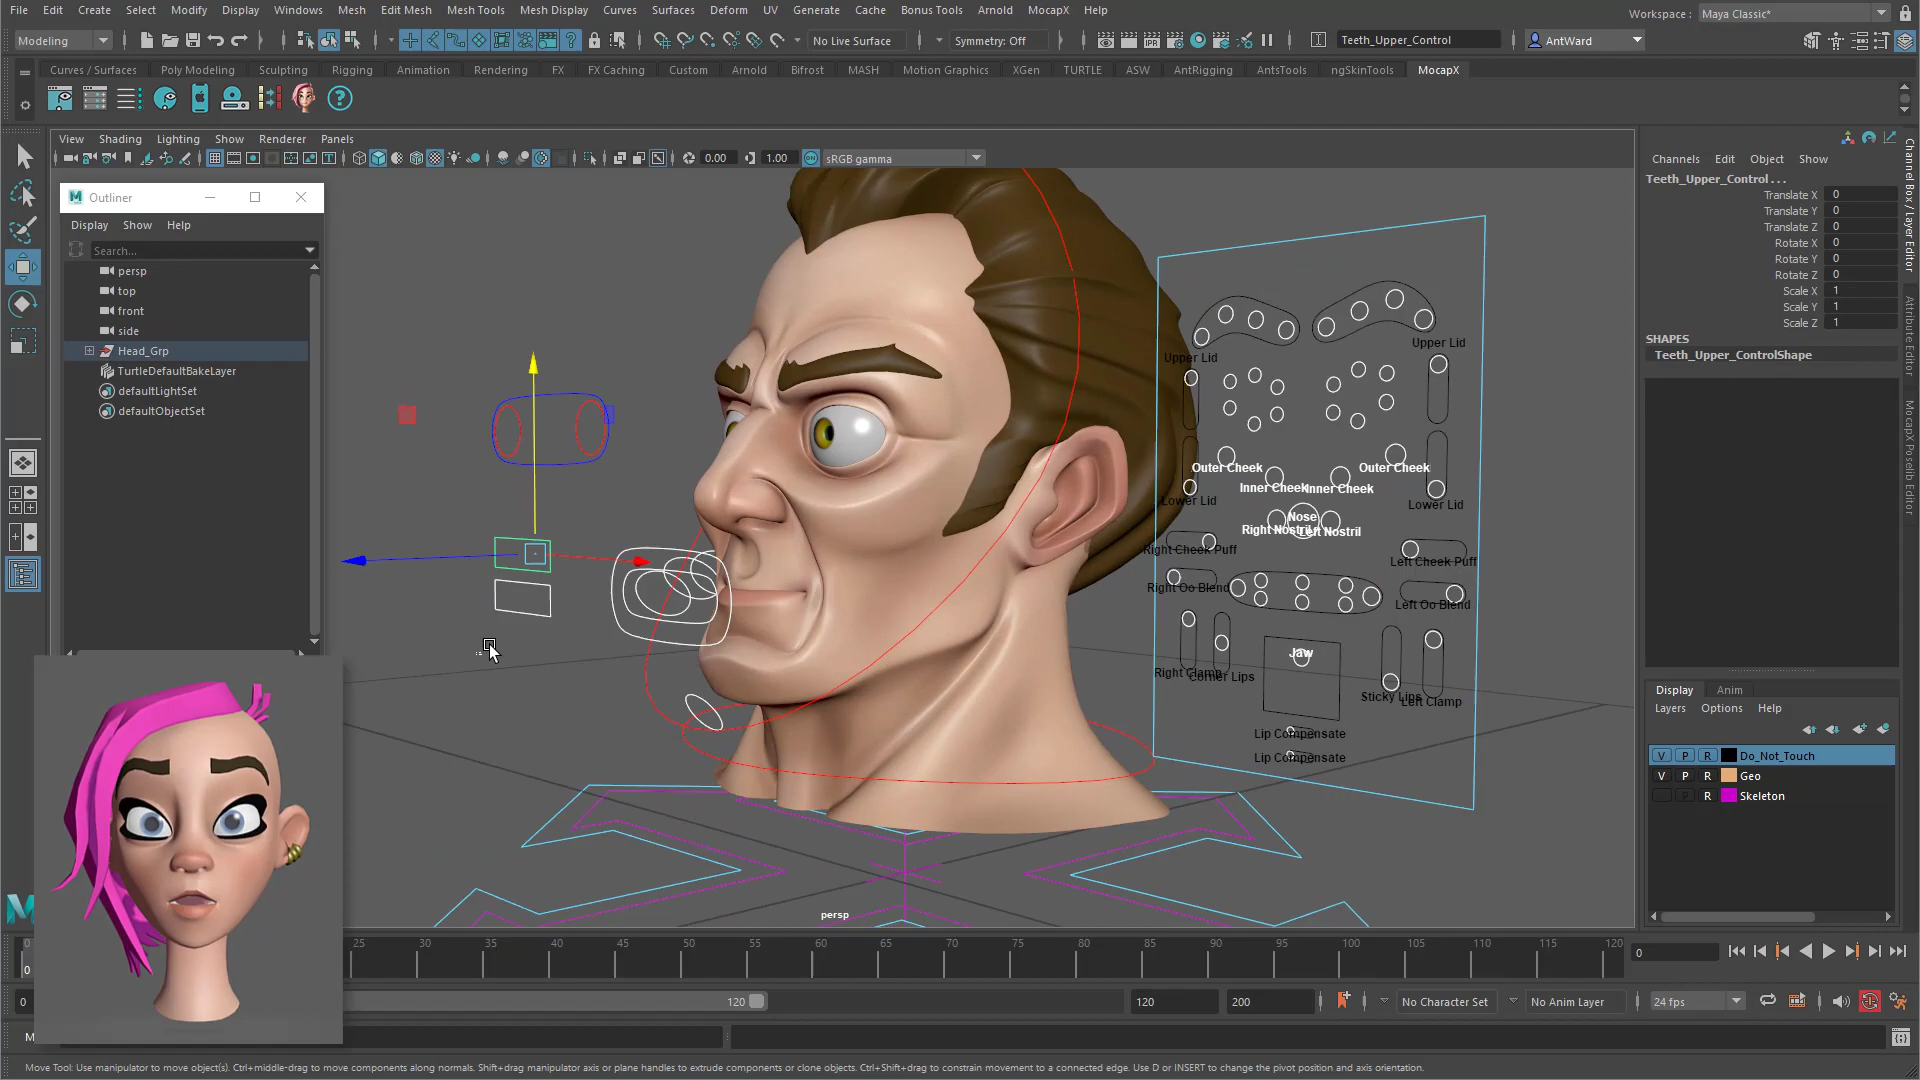 File Edit Create Select Modify Display Windows Mesh Edit Mesh Mesh Tools Mesh Display Curves Surfaces Deform UV Generate Cache Bonus Tools Arnold MocapX Help
Workspace : Maya Classic*
Modeling No Live Surface Symmetry: Off Teeth_Upper_Control AntWard
Curves / Surfaces Poly Modeling Sculpting Rigging Animation Rendering FX FX Caching Custom Arnold Bifrost MASH Motion Graphics XGen TURTLE ASW AntRigging AntsTools ngSkinTools MocapX
View Shading Lighting Show Renderer Panels
0.00 1.00 sRGB gamma
Outliner
Display Show Help
Search...
persp
top
front
side
Head_Grp
TurtleDefaultBakeLayer
defaultLightSet
defaultObjectSet
Upper Lid
Upper Lid
Outer Cheek
Outer Cheek
Inner Cheek
Inner Cheek
Lower Lid
Lower Lid
Nose
Right Nostril
Left Nostril
Right Cheek Puff
Left Cheek Puff
Right Oo Blend
Left Oo Blend
Jaw
Right Clamp
Corner Lips
Sticky Lips
Left Clamp
Lip Compensate
Lip Compensate
persp
Channels Edit Object Show
Teeth_Upper_Control . . .
Translate X 0
Translate Y 0
Translate Z 0
Rotate X 0
Rotate Y 0
Rotate Z 0
Scale X 1
Scale Y 1
Scale Z 1
SHAPES
Teeth_Upper_ControlShape
Channel Box / Layer Editor
Attribute Editor
MocapX Poselib Editor
Display Anim
Layers Options Help
V P R Do_Not_Touch
V P R Geo
P R Skeleton
0 25 30 35 40 45 50 55 60 65 70 75 80 85 90 95 100 105 110 115 120
0
0
0 120 120 200 No Character Set No Anim Layer 24 fps
M
Move Tool: Use manipulator to move object(s). Ctrl+middle-drag to move components along normals. Shift+drag manipulator axis or plane handles to extrude components or clone objects. Ctrl+Shift+drag to constrain movement to a connected edge. Use D or INSERT to change the pivot position and axis orientation.